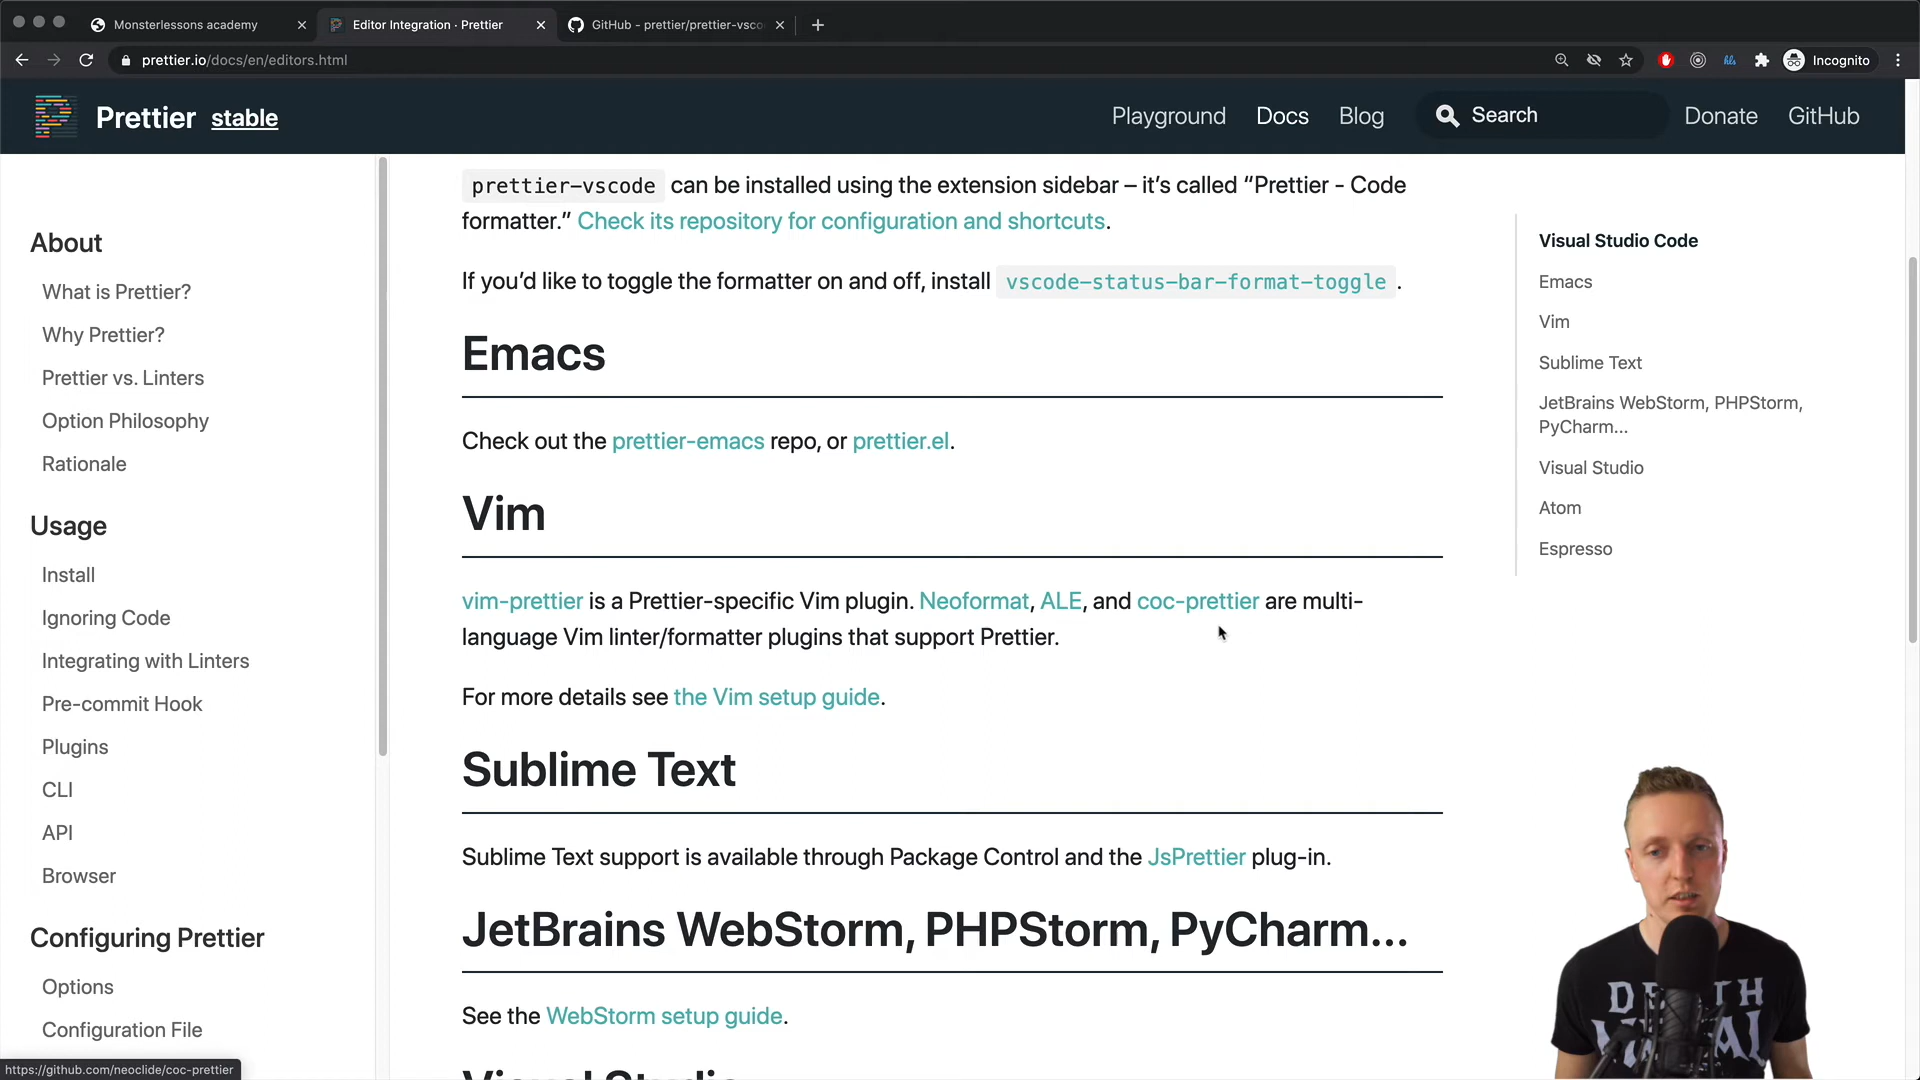 Monsterlessons academy
Editor Integration · Prettier
GitHub - prettier/prettier-vsco
prettier.io/docs/en/editors.html
Incognito
Prettier stable
Playground
Docs
Blog
Search
Donate
GitHub
About
What is Prettier?
Why Prettier?
Prettier vs. Linters
Option Philosophy
Rationale
Usage
Install
Ignoring Code
Integrating with Linters
Pre-commit Hook
Plugins
CLI
API
Browser
Configuring Prettier
Options
Configuration File
https://github.com/neoclide/coc-prettier
prettier-vscode can be installed using the extension sidebar – it’s called “Prettier - Code
formatter.” Check its repository for configuration and shortcuts.
If you’d like to toggle the formatter on and off, install vscode-status-bar-format-toggle .
Emacs
Check out the prettier-emacs repo, or prettier.el.
Vim
vim-prettier is a Prettier-specific Vim plugin. Neoformat, ALE, and coc-prettier are multi-
language Vim linter/formatter plugins that support Prettier.
For more details see the Vim setup guide.
Sublime Text
Sublime Text support is available through Package Control and the JsPrettier plug-in.
JetBrains WebStorm, PHPStorm, PyCharm...
See the WebStorm setup guide.
Visual Studio
Visual Studio Code
Emacs
Vim
Sublime Text
JetBrains WebStorm, PHPStorm,
PyCharm...
Visual Studio
Atom
Espresso